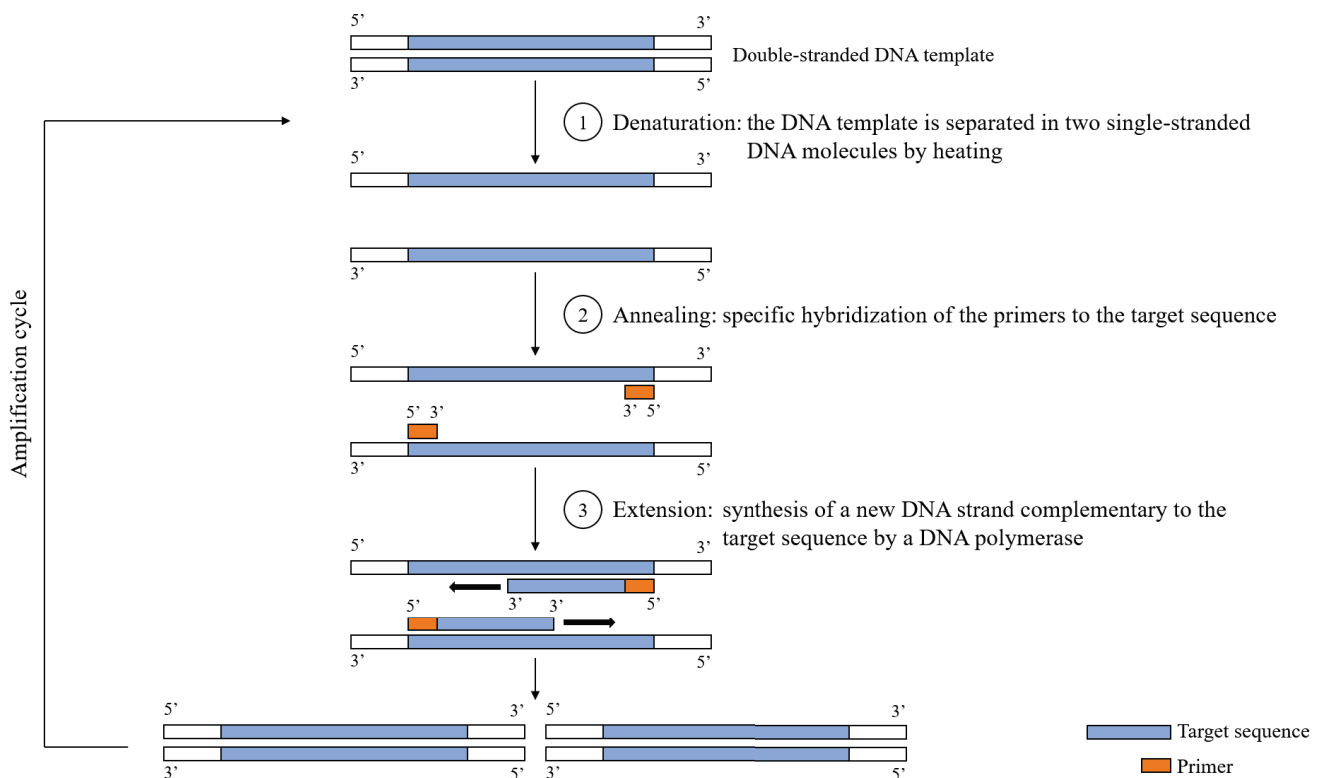 5’ 3’
Double-stranded DNA template
3’ 5’
1 Denaturation: the DNA template is separated in two single-stranded
DNA molecules by heating
5’ 3’
3’ 5’
2 Annealing: specific hybridization of the primers to the target sequence
5’ 3’
3’ 5’
5’ 3’
3’ 5’
3 Extension: synthesis of a new DNA strand complementary to the
target sequence by a DNA polymerase
5’ 3’
3’ 5’
5’ 3’
3’ 5’
5’ 3’ 5’ 3’
3’ 5’ 3’ 5’
Amplification cycle
Target sequence
Primer